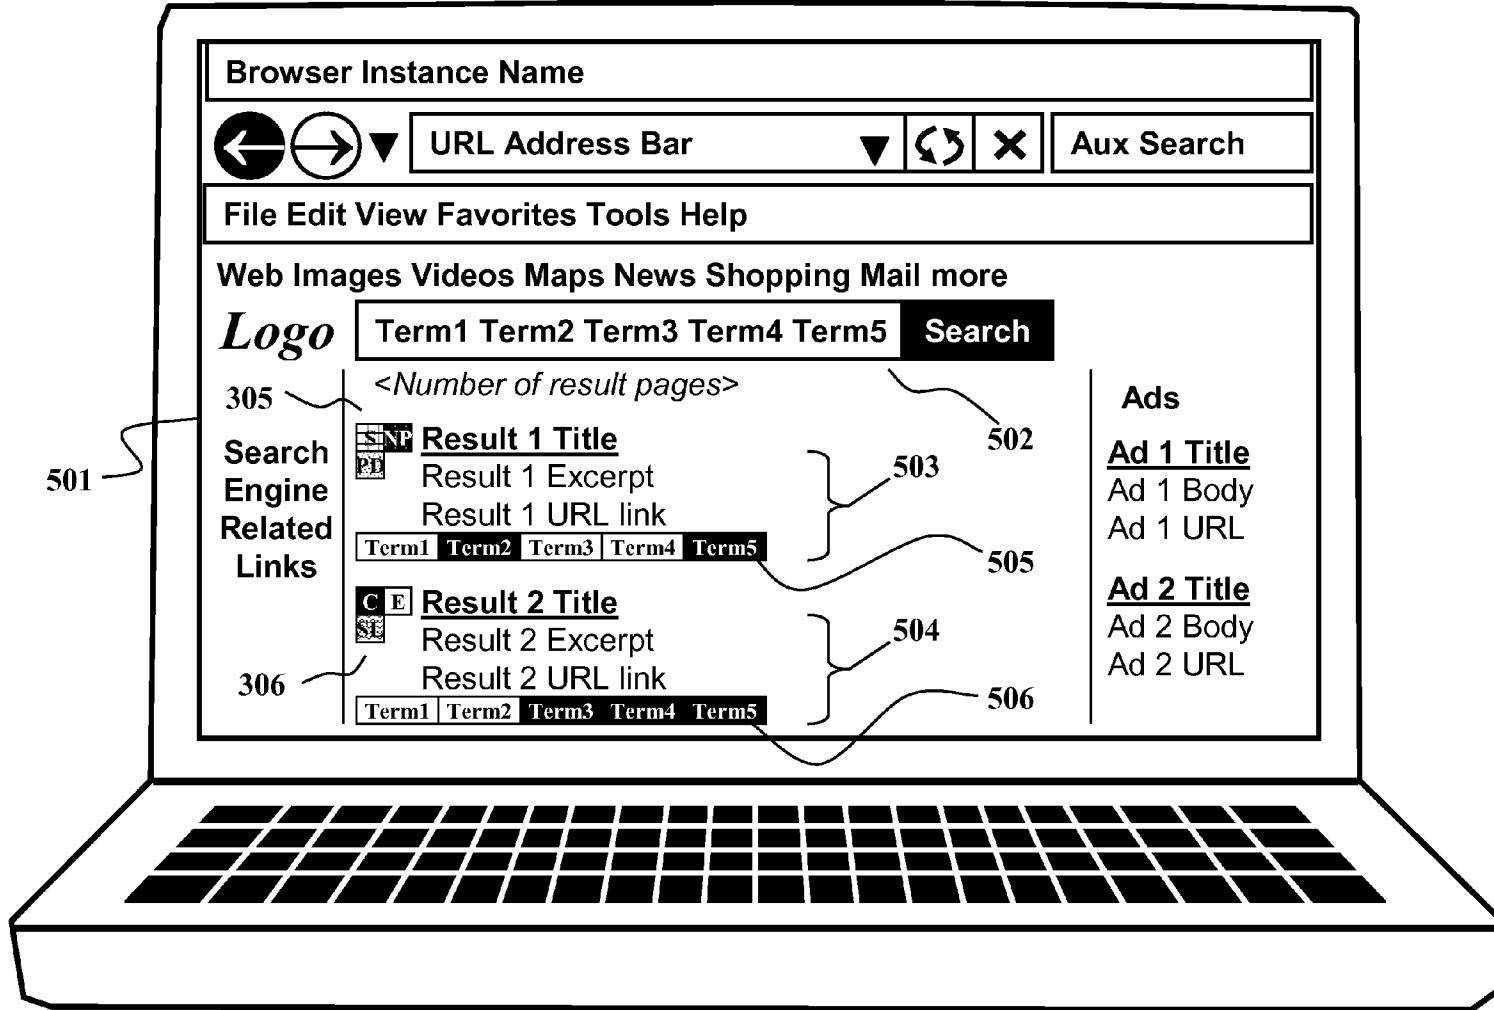 Browser Instance Name
URL Address Bar
Aux Search
File Edit View Favorites Tools Help
Web Images Videos Maps News Shopping Mail more
Logo
Term1 Term2 Term3 Term4 Term5
Search
<Number of result pages>
305
501
Search
Engine
Related
Links
S NP
PD
Result 1 Title
Result 1 Excerpt
Result 1 URL link
Term1 Term2 Term3 Term4 Term5
C E
SL
Result 2 Title
Result 2 Excerpt
Result 2 URL link
306
Term1 Term2 Term3 Term4 Term5
502
503
505
504
506
Ads
Ad 1 Title
Ad 1 Body
Ad 1 URL
Ad 2 Title
Ad 2 Body
Ad 2 URL